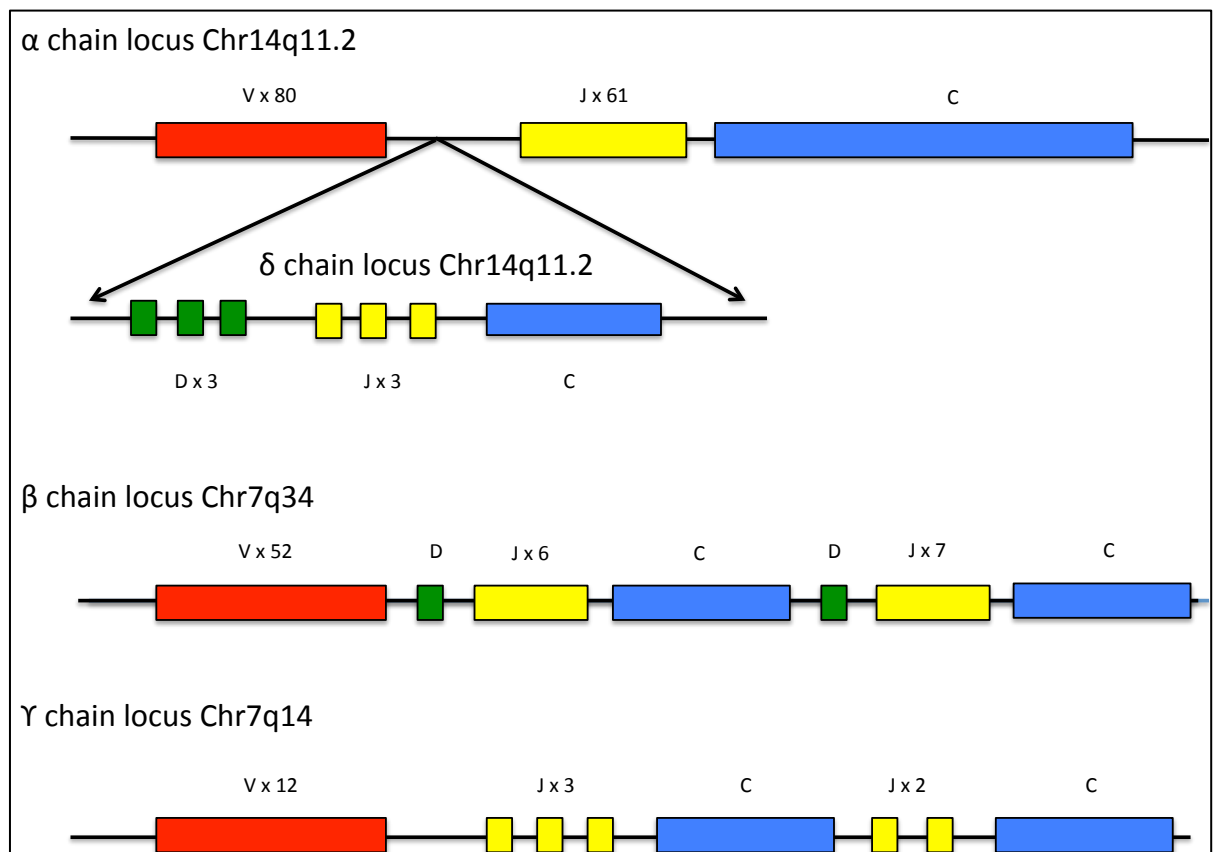 α chain locus Chr14q11.2
V x 80 J x 61 C
δ chain locus Chr14q11.2
D x 3 J x 3 C
β chain locus Chr7q34
V x 52 D J x 6 C D J x 7 C
ϒ chain locus Chr7q14
V x 12 J x 3 C J x 2 C